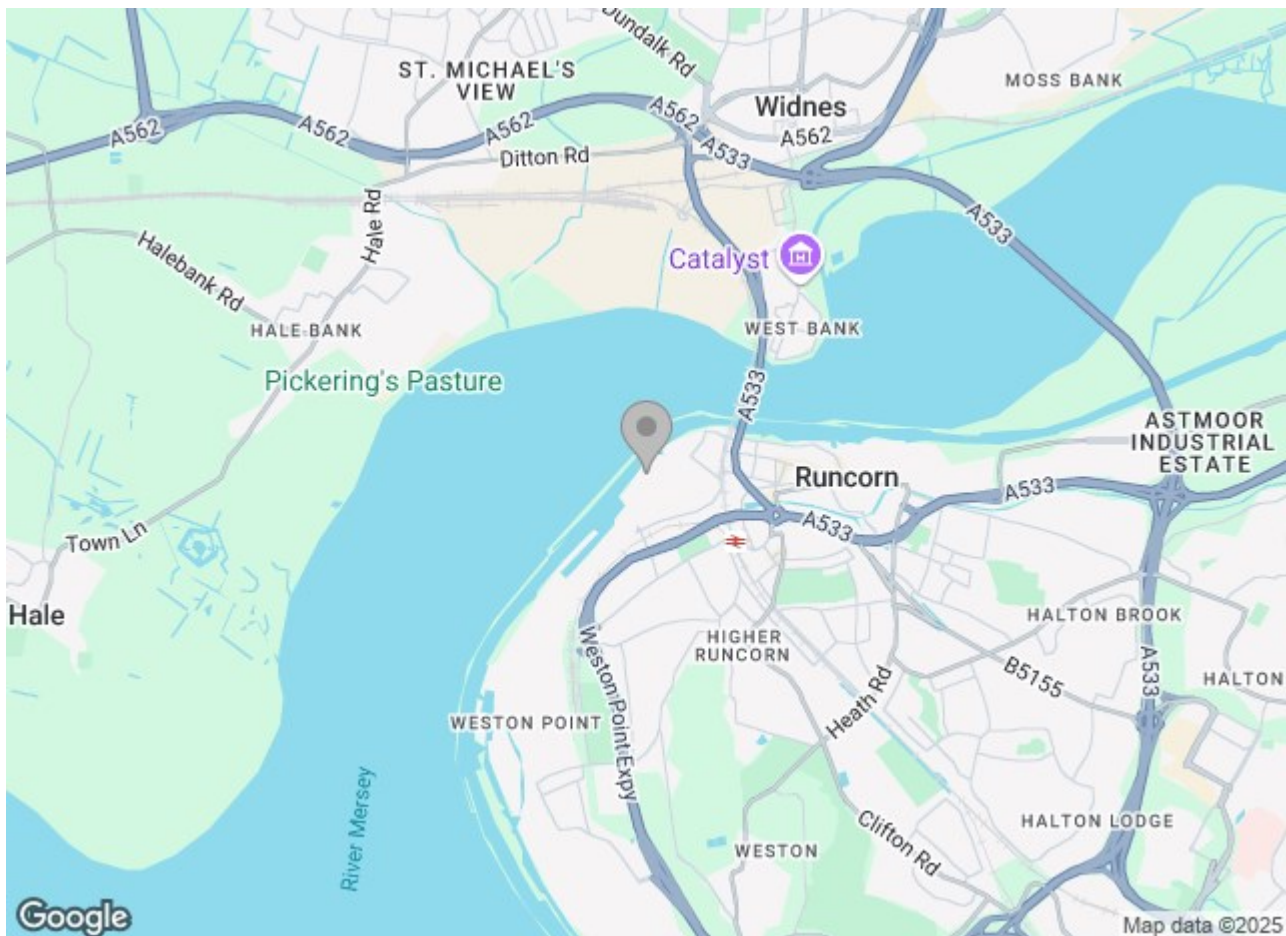 Dundalk Rd
ST. MICHAEL'S
VIEW
MOSS BANK
Widnes
A562
A562
A562
A562
A562
A533
Ditton Rd
Hale Rd
A533
Halebank Rd
Catalyst
HALE BANK
WEST BANK
Pickering's Pasture
A533
ASTMOOR
INDUSTRIAL
ESTATE
Runcorn
A533
A533
Town Ln
Hale
HIGHER
RUNCORN
HALTON BROOK
A533
B5155
HALTON
Heath Rd
WESTON POINT
Weston Point Expy
River Mersey
Clifton Rd
HALTON LODGE
WESTON
Google
Map data ©2025